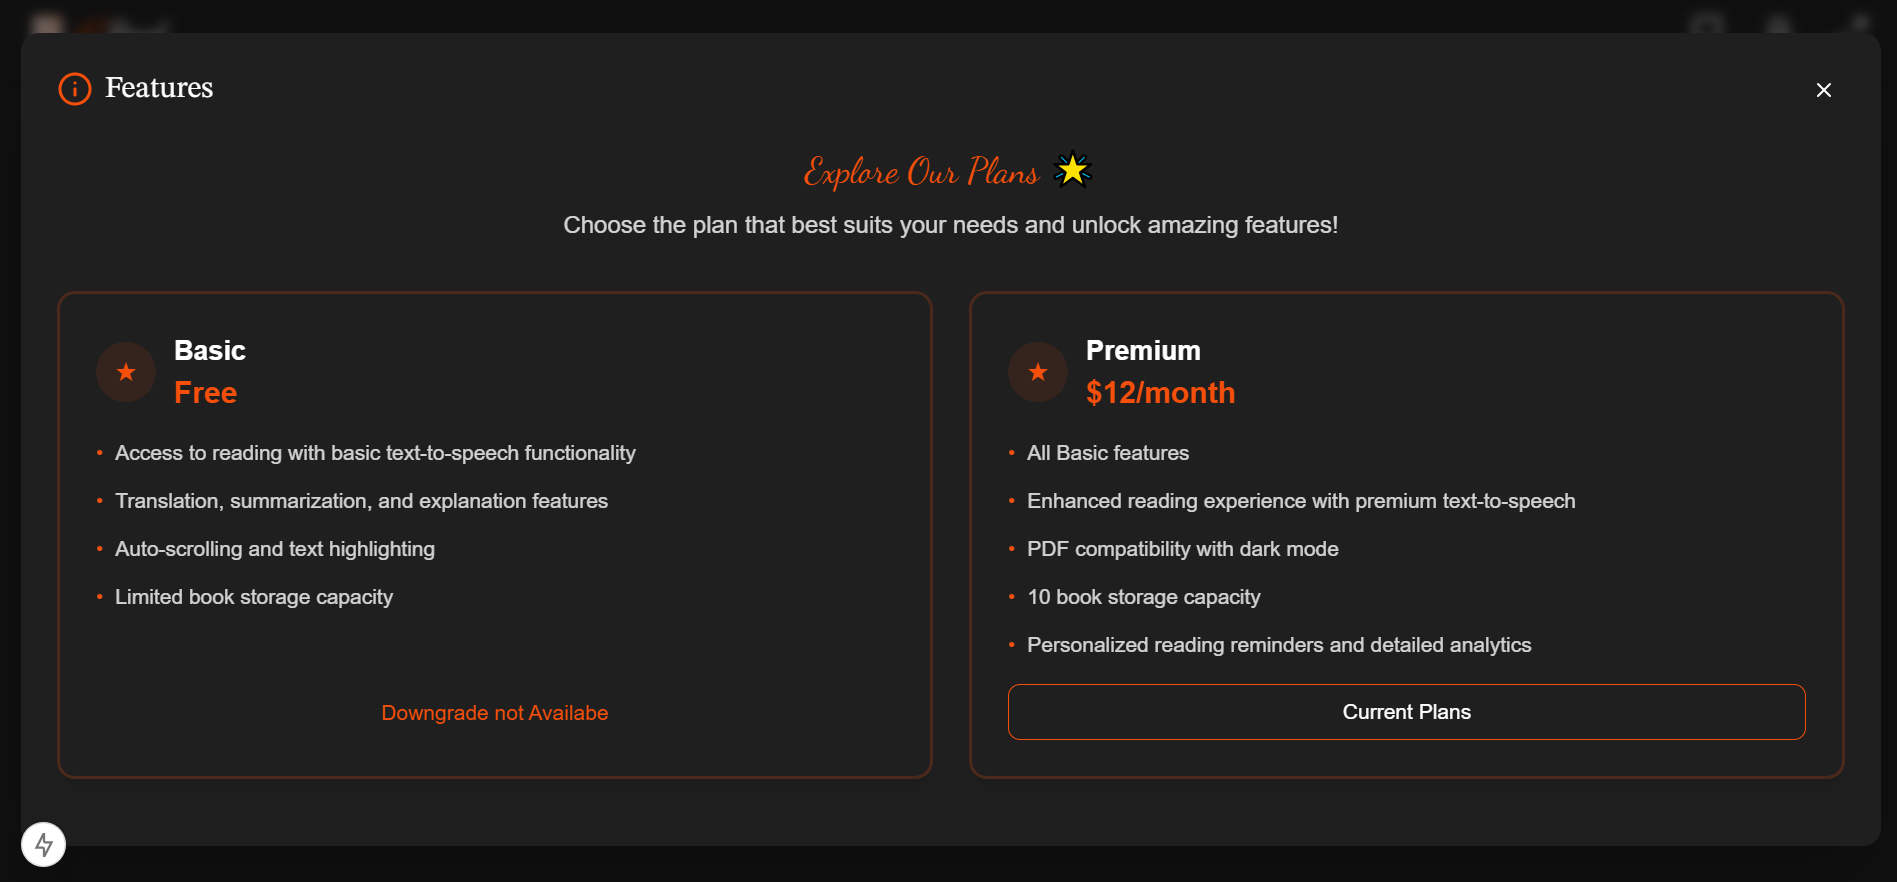 Features
Explore Our Plans
Choose the plan that best suits your needs and unlock amazing features!
Basic
Free
• Access to reading with basic text-to-speech functionality
• Translation, summarization, and explanation features
• Auto-scrolling and text highlighting
• Limited book storage capacity
Downgrade not Availabe
Premium
$12/month
• All Basic features
• Enhanced reading experience with premium text-to-speech
• PDF compatibility with dark mode
• 10 book storage capacity
• Personalized reading reminders and detailed analytics
Current Plans